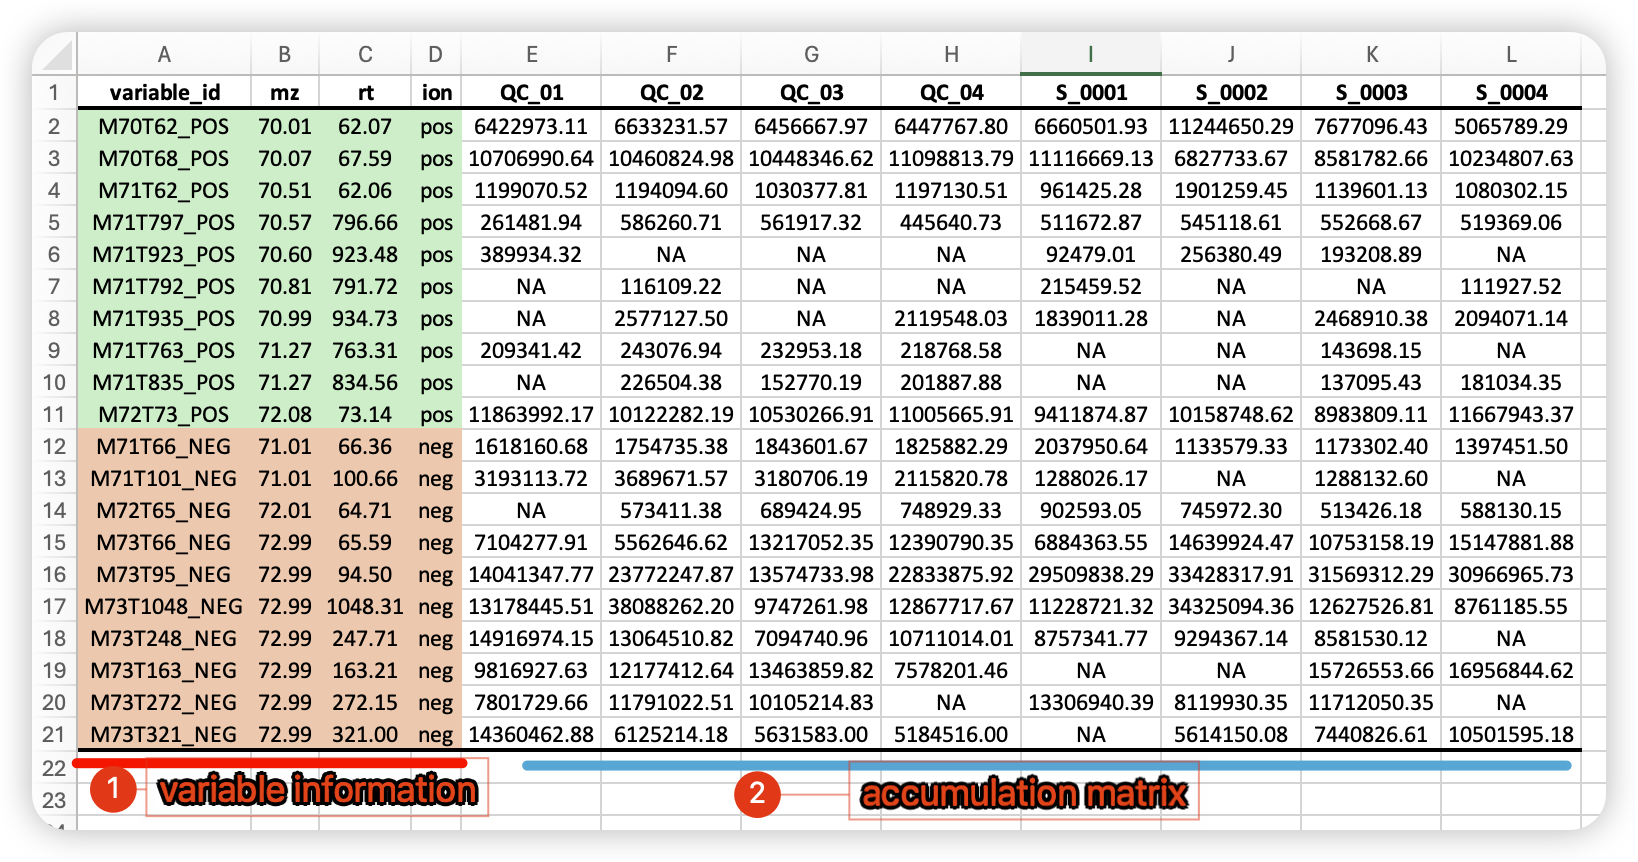 A B C D E F G H I J K L
1 variable_id mz rt ion QC_01 QC_02 QC_03 QC_04 S_0001 S_0002 S_0003 S_0004
2 M70T62_POS 70.01 62.07 pos 6422973.11 6633231.57 6456667.97 6447767.80 6660501.93 11244650.29 7677096.43 5065789.29
3 M70T68_POS 70.07 67.59 pos 10706990.64 10460824.98 10448346.62 11098813.79 11116669.13 6827733.67 8581782.66 10234807.63
4 M71T62_POS 70.51 62.06 pos 1199070.52 1194094.60 1030377.81 1197130.51 961425.28 1901259.45 1139601.13 1080302.15
5 M71T797_POS 70.57 796.66 pos 261481.94 586260.71 561917.32 445640.73 511672.87 545118.61 552668.67 519369.06
6 M71T923_POS 70.60 923.48 pos 389934.32 NA NA NA 92479.01 256380.49 193208.89 NA
7 M71T792_POS 70.81 791.72 pos NA 116109.22 NA NA 215459.52 NA NA 111927.52
8 M71T935_POS 70.99 934.73 pos NA 2577127.50 NA 2119548.03 1839011.28 NA 2468910.38 2094071.14
9 M71T763_POS 71.27 763.31 pos 209341.42 243076.94 232953.18 218768.58 NA NA 143698.15 NA
10 M71T835_POS 71.27 834.56 pos NA 226504.38 152770.19 201887.88 NA NA 137095.43 181034.35
11 M72T73_POS 72.08 73.14 pos 11863992.17 10122282.19 10530266.91 11005665.91 9411874.87 10158748.62 8983809.11 11667943.37
12 M71T66_NEG 71.01 66.36 neg 1618160.68 1754735.38 1843601.67 1825882.29 2037950.64 1133579.33 1173302.40 1397451.50
13 M71T101_NEG 71.01 100.66 neg 3193113.72 3689671.57 3180706.19 2115820.78 1288026.17 NA 1288132.60 NA
14 M72T65_NEG 72.01 64.71 neg NA 573411.38 689424.95 748929.33 902593.05 745972.30 513426.18 588130.15
15 M73T66_NEG 72.99 65.59 neg 7104277.91 5562646.62 13217052.35 12390790.35 6884363.55 14639924.47 10753158.19 15147881.88
16 M73T95_NEG 72.99 94.50 neg 14041347.77 23772247.87 13574733.98 22833875.92 29509838.29 33428317.91 31569312.29 30966965.73
17 M73T1048_NEG 72.99 1048.31 neg 13178445.51 38088262.20 9747261.98 12867717.67 11228721.32 34325094.36 12627526.81 8761185.55
18 M73T248_NEG 72.99 247.71 neg 14916974.15 13064510.82 7094740.96 10711014.01 8757341.77 9294367.14 8581530.12 NA
19 M73T163_NEG 72.99 163.21 neg 9816927.63 12177412.64 13463859.82 7578201.46 NA NA 15726553.66 16956844.62
20 M73T272_NEG 72.99 272.15 neg 7801729.66 11791022.51 10105214.83 NA 13306940.39 8119930.35 11712050.35 NA
21 M73T321_NEG 72.99 321.00 neg 14360462.88 6125214.18 5631583.00 5184516.00 NA 5614150.08 7440826.61 10501595.18
22
1 variable information 2 accumulation matrix
23